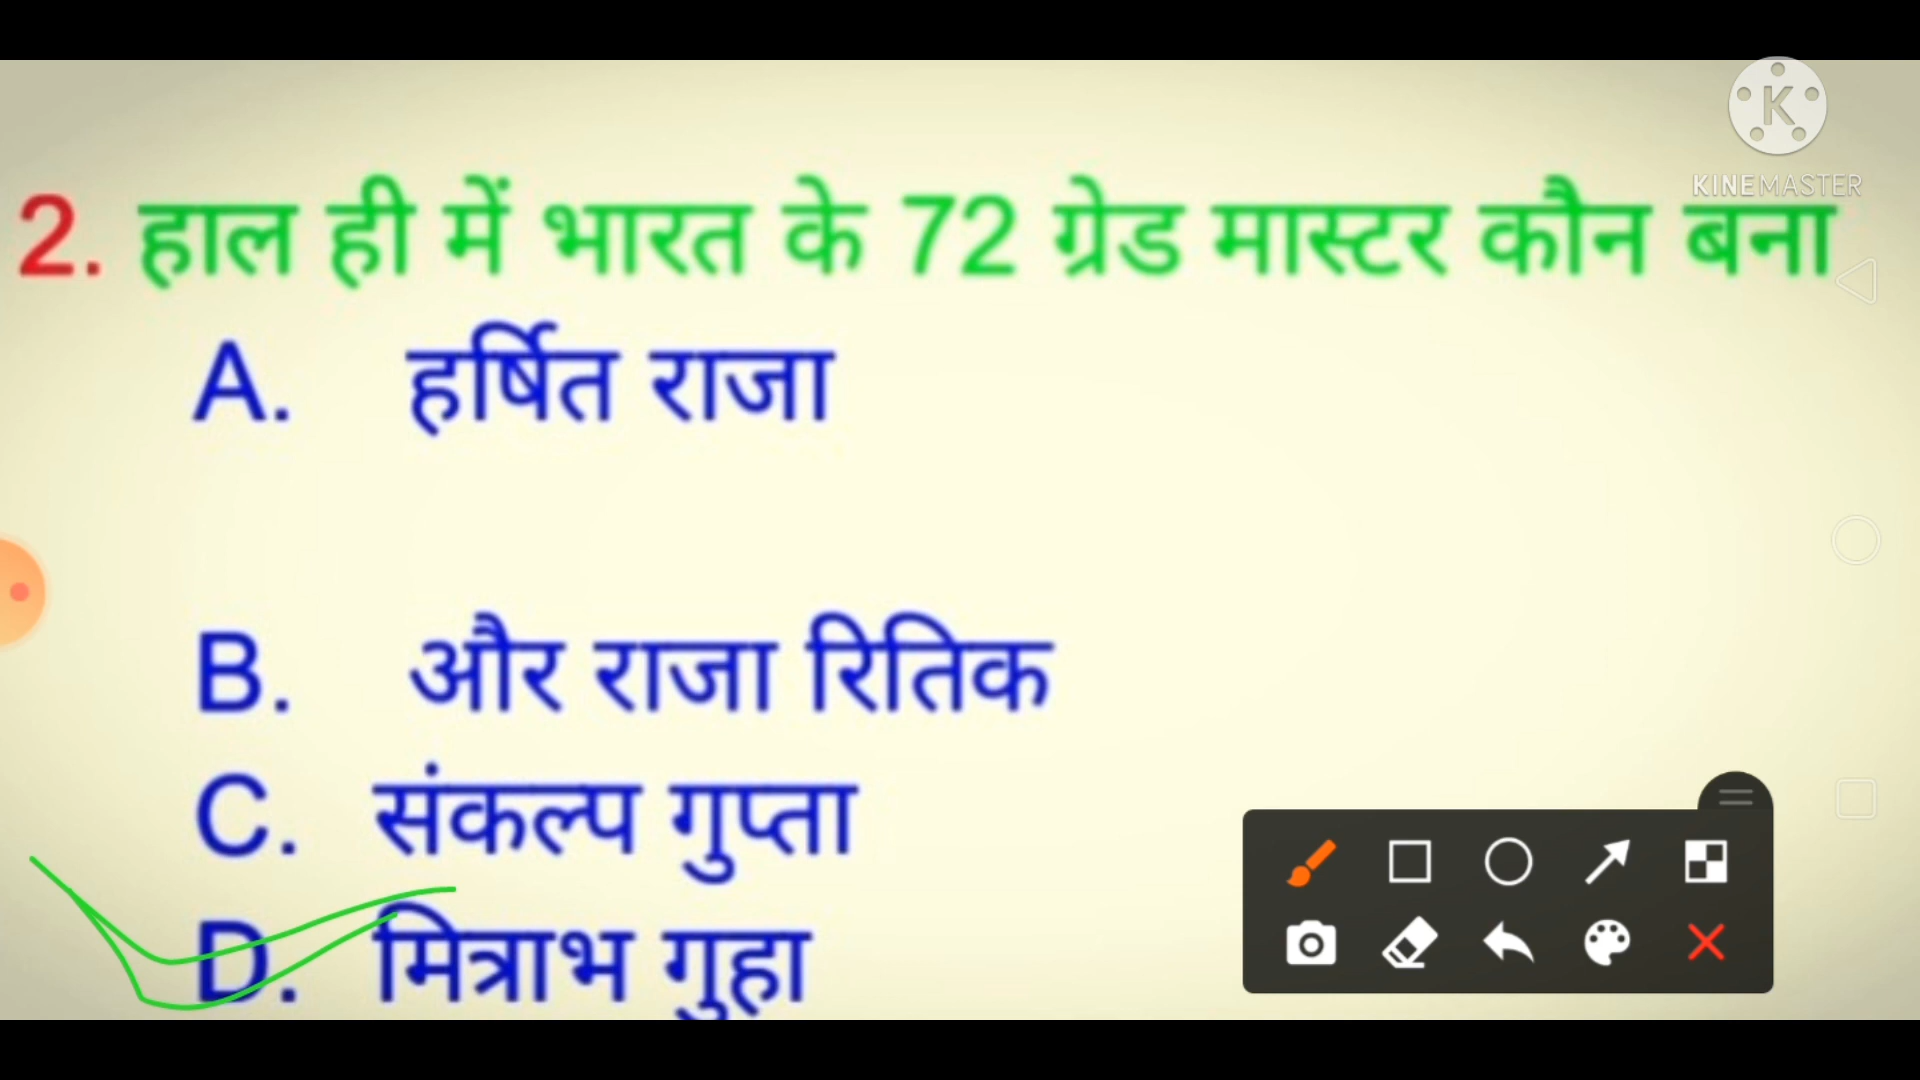 KINEMASTER
2. हाल ही में भारत के 72 ग्रेड मास्टर कौन बना
A. हर्षित राजा
B. और राजा रितिक
C. संकल्प गुप्ता
D. मित्राभ गुहा